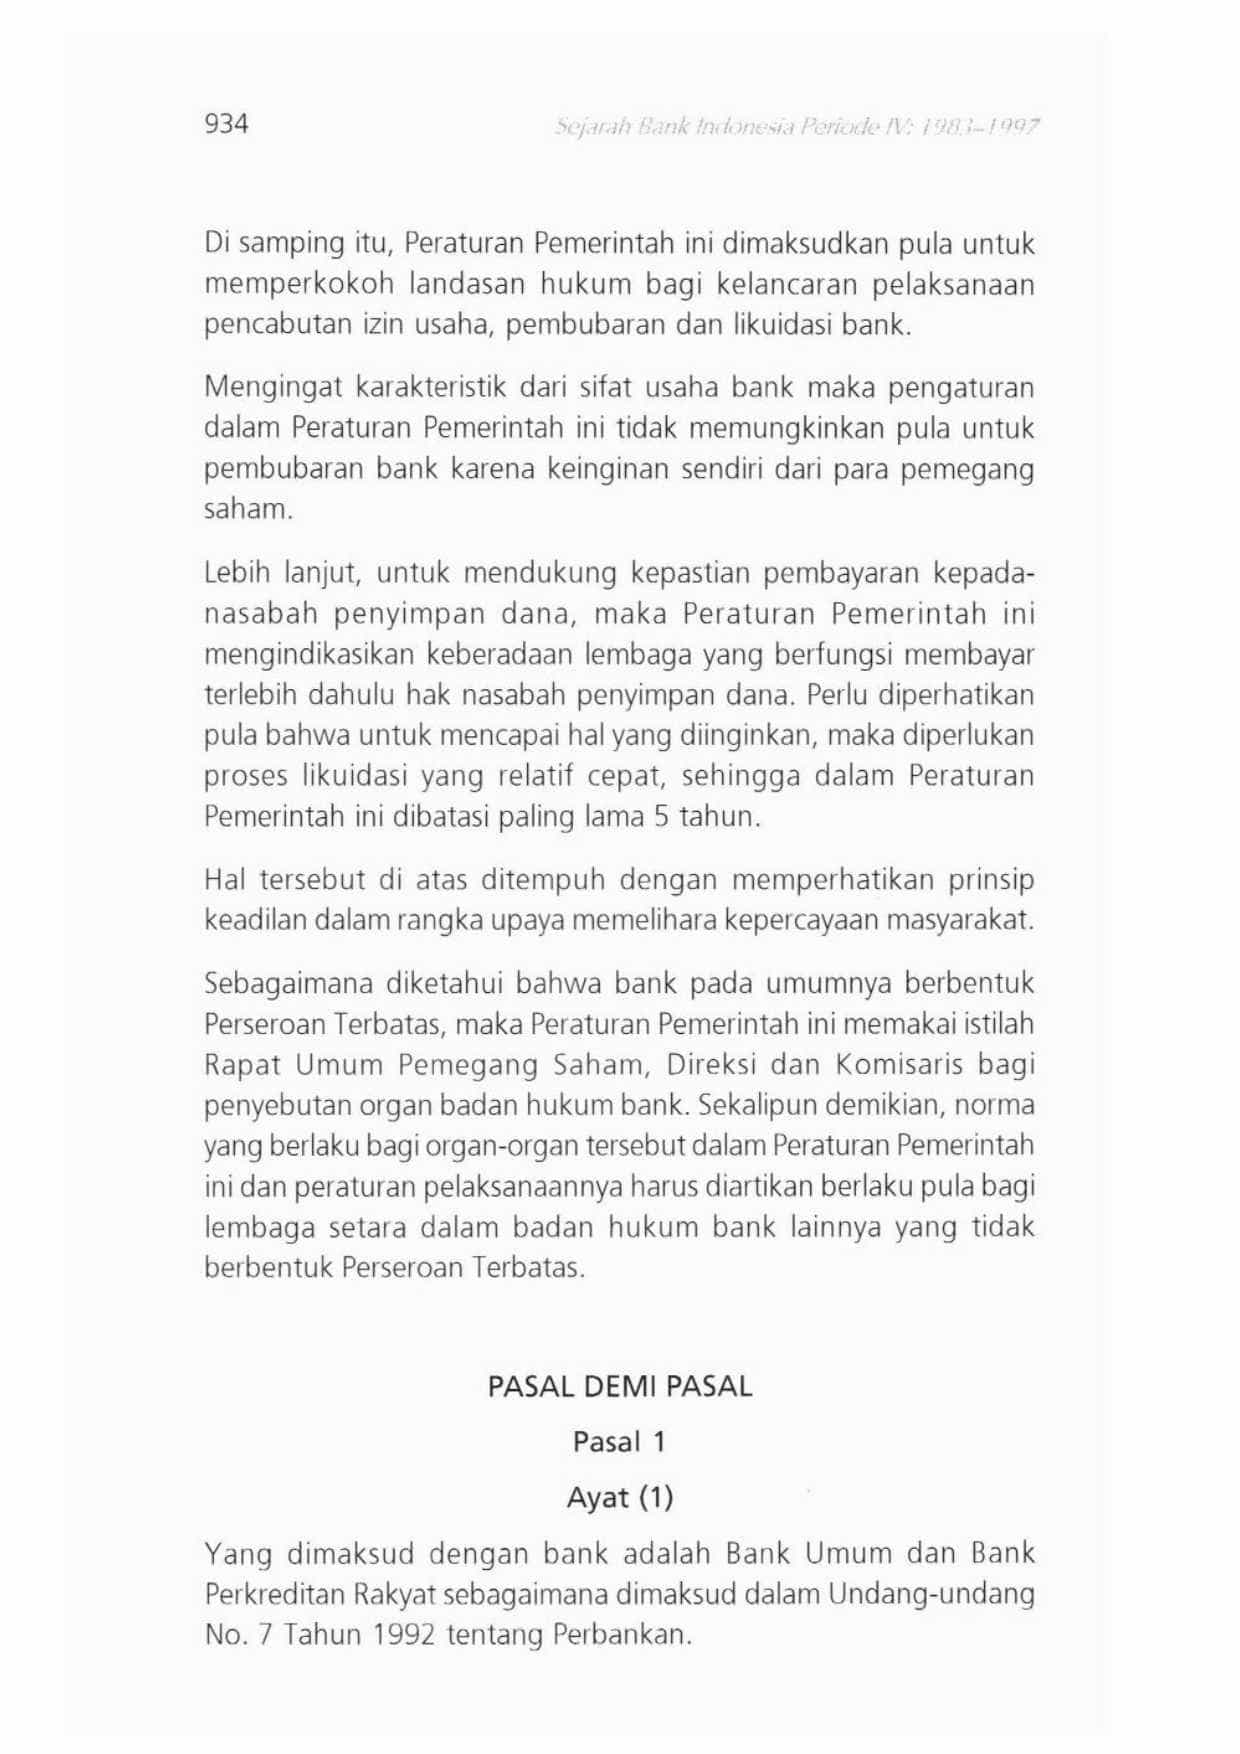 934
Sejarah Bank Indonesia Periode IV: 1983–1997
Di samping itu, Peraturan Pemerintah ini dimaksudkan pula untuk
memperkokoh landasan hukum bagi kelancaran pelaksanaan
pencabutan izin usaha, pembubaran dan likuidasi bank.
Mengingat karakteristik dari sifat usaha bank maka pengaturan
dalam Peraturan Pemerintah ini tidak memungkinkan pula untuk
pembubaran bank karena keinginan sendiri dari para pemegang
saham.
Lebih lanjut, untuk mendukung kepastian pembayaran kepada-
nasabah penyimpan dana, maka Peraturan Pemerintah ini
mengindikasikan keberadaan lembaga yang berfungsi membayar
terlebih dahulu hak nasabah penyimpan dana. Perlu diperhatikan
pula bahwa untuk mencapai hal yang diinginkan, maka diperlukan
proses likuidasi yang relatif cepat, sehingga dalam Peraturan
Pemerintah ini dibatasi paling lama 5 tahun.
Hal tersebut di atas ditempuh dengan memperhatikan prinsip
keadilan dalam rangka upaya memelihara kepercayaan masyarakat.
Sebagaimana diketahui bahwa bank pada umumnya berbentuk
Perseroan Terbatas, maka Peraturan Pemerintah ini memakai istilah
Rapat Umum Pemegang Saham, Direksi dan Komisaris bagi
penyebutan organ badan hukum bank. Sekalipun demikian, norma
yang berlaku bagi organ-organ tersebut dalam Peraturan Pemerintah
ini dan peraturan pelaksanaannya harus diartikan berlaku pula bagi
lembaga setara dalam badan hukum bank lainnya yang tidak
berbentuk Perseroan Terbatas.
PASAL DEMI PASAL
Pasal 1
Ayat (1)
Yang dimaksud dengan bank adalah Bank Umum dan Bank
Perkreditan Rakyat sebagaimana dimaksud dalam Undang-undang
No. 7 Tahun 1992 tentang Perbankan.